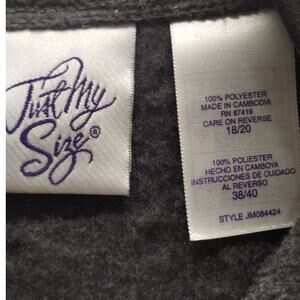 Just My
Size®
100% POLYESTER
MADE IN CAMBODIA
RN 87419
CARE ON REVERSE
18/20
100% POLIESTER
HECHO EN CAMBOYA
INSTRUCCIONES DE CUIDADO
AL REVERSO
38/40
STYLE JM084424